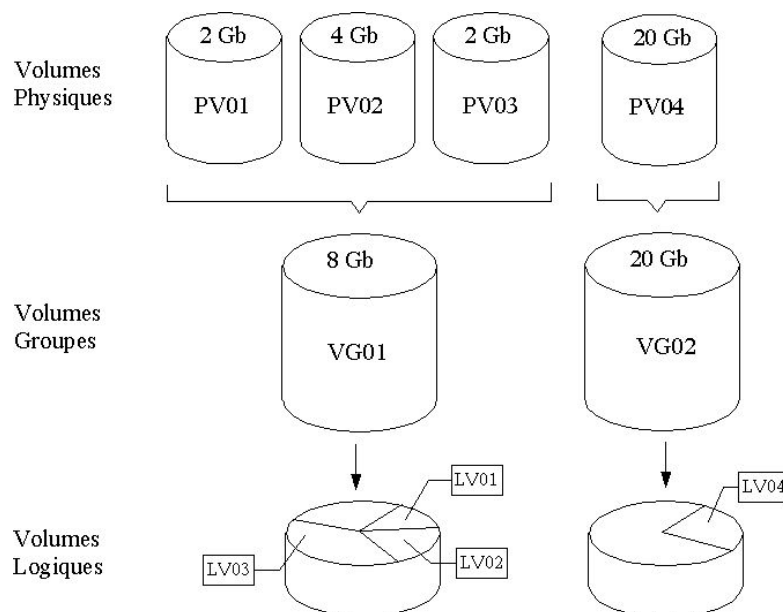 2 Gb
4 Gb
2 Gb
20 Gb
Volumes
Physiques
PV01
PV02
PV03
PV04
8 Gb
20 Gb
Volumes
Groupes
VG01
VG02
LV01
LV04
Volumes
Logiques
LV03
LV02